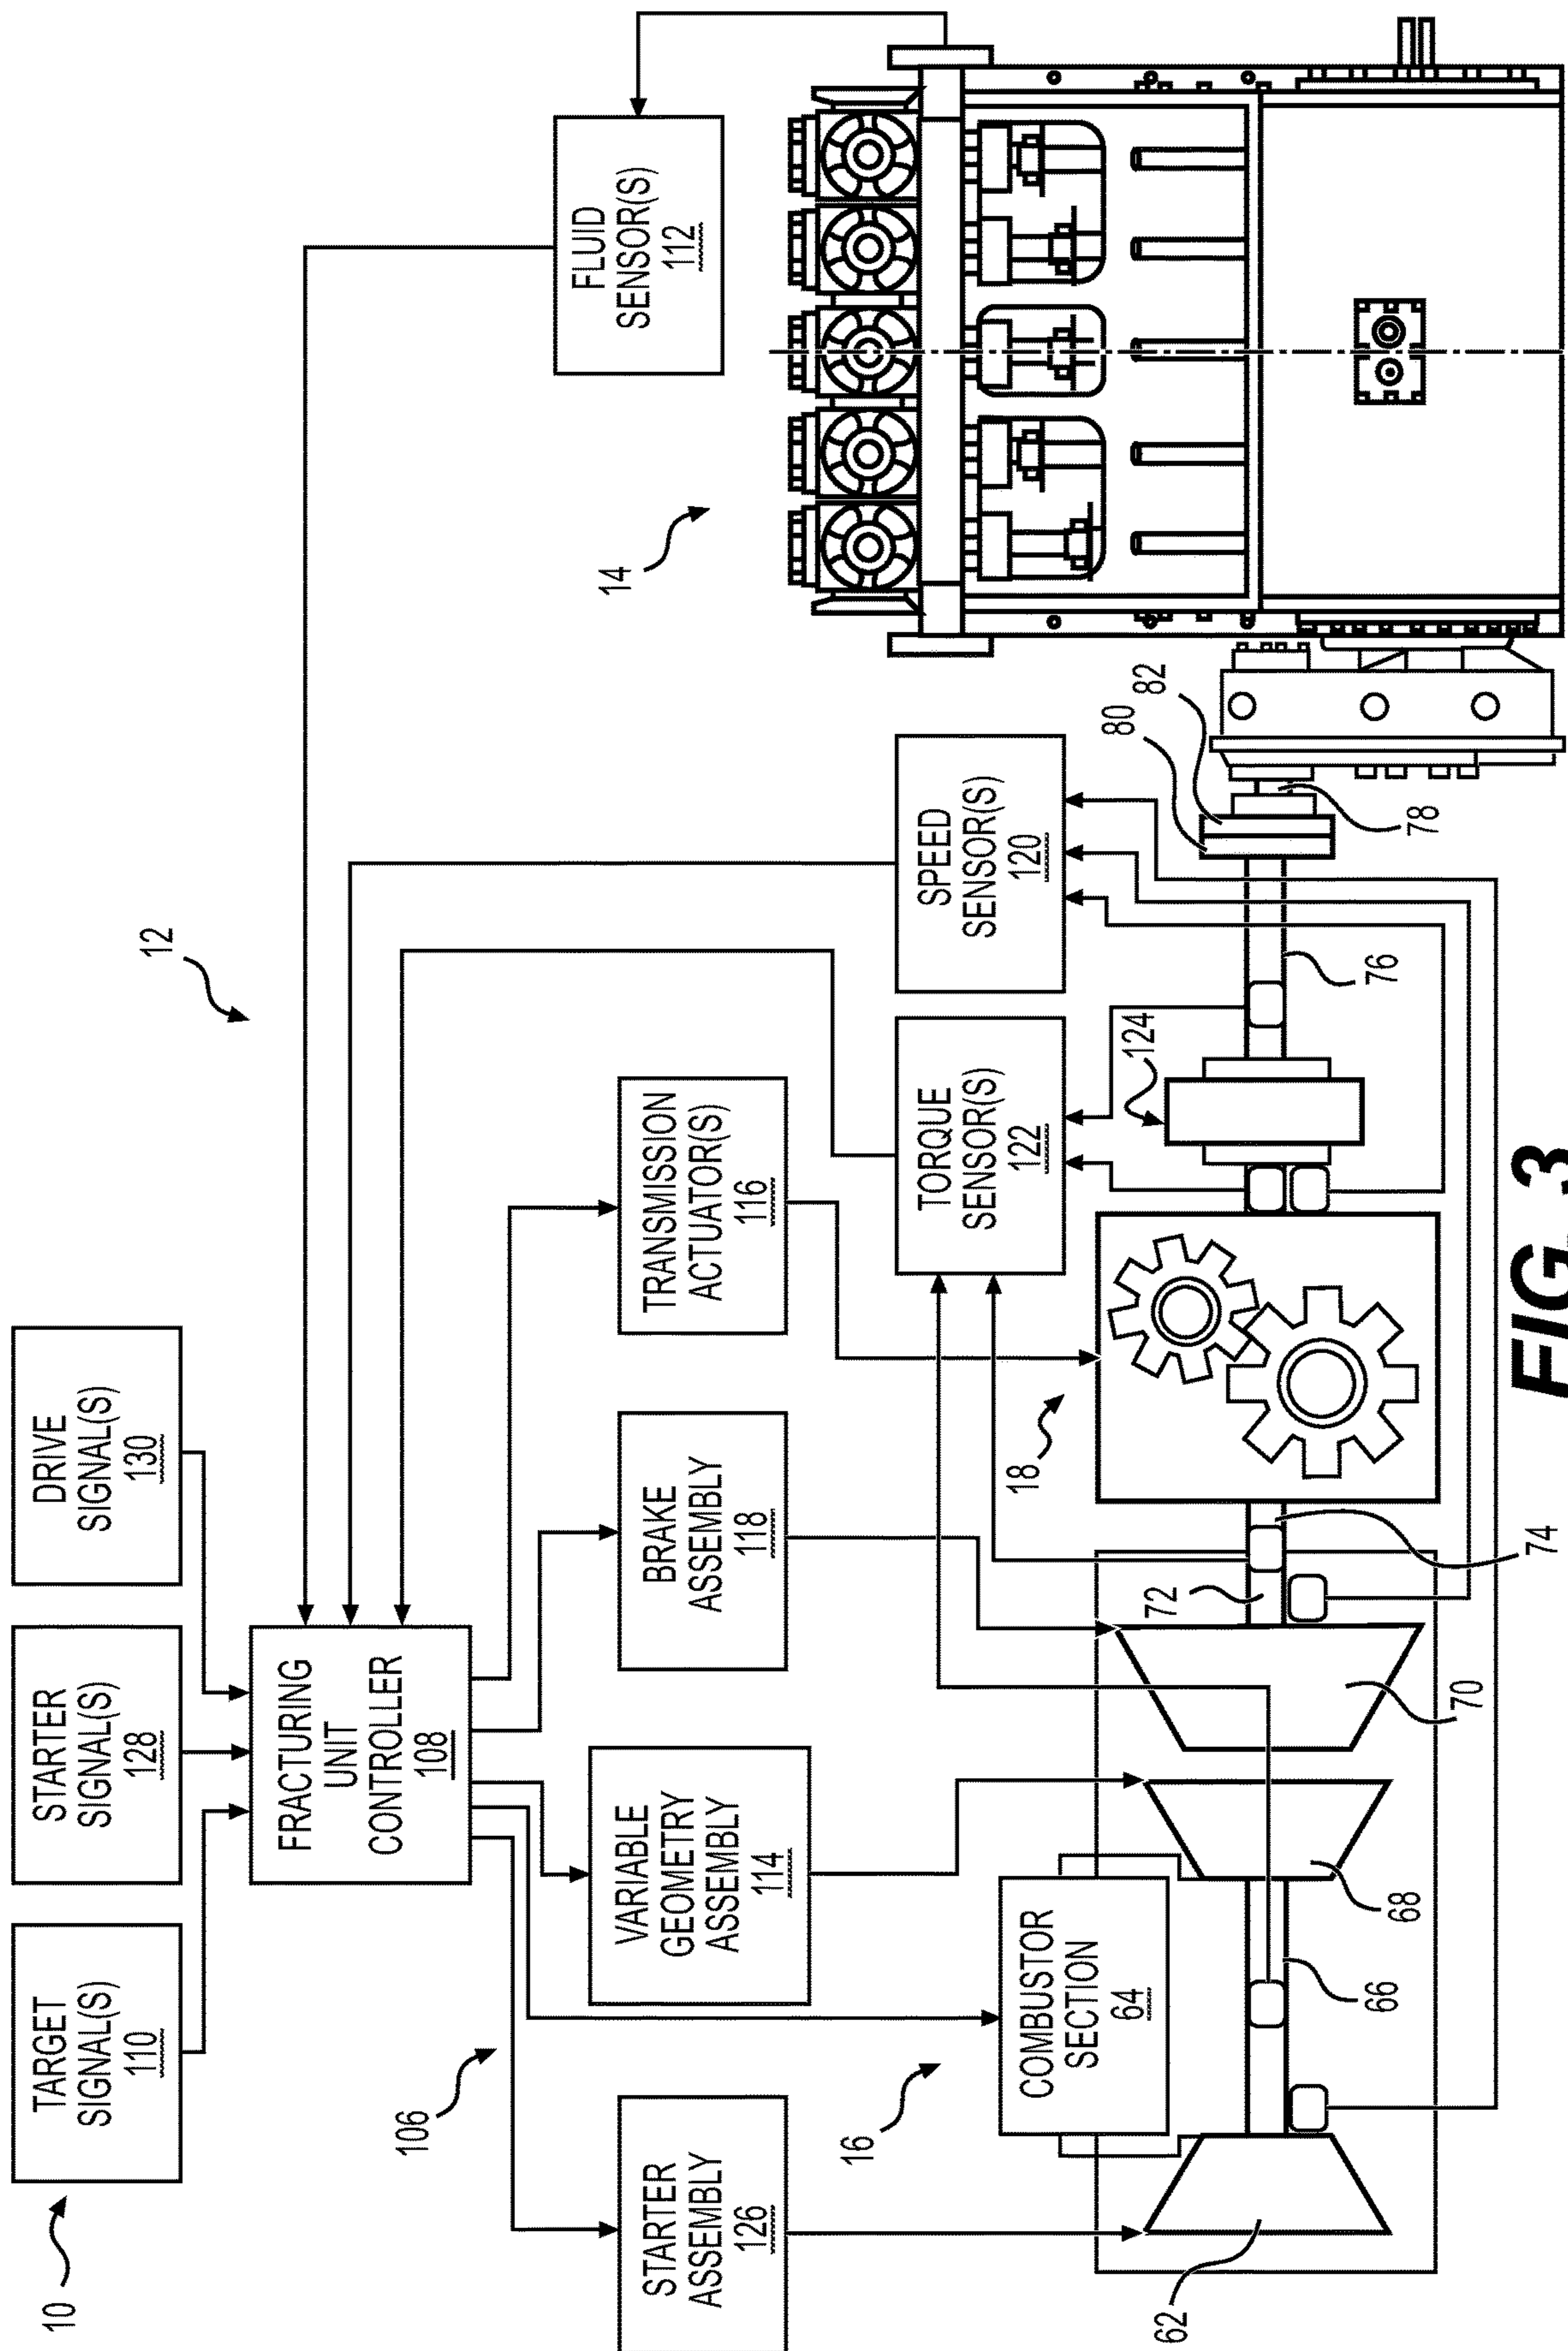 10
TARGET
SIGNAL(S)
110
STARTER
SIGNAL(S)
128
DRIVE
SIGNAL(S)
130
12
FRACTURING
UNIT
CONTROLLER
108
106
STARTER
ASSEMBLY
126
VARIABLE
GEOMETRY
ASSEMBLY
114
BRAKE
ASSEMBLY
118
TRANSMISSION
ACTUATOR(S)
116
FLUID
SENSOR(S)
112
14
16
COMBUSTOR
SECTION
64
TORQUE
SENSOR(S)
122
SPEED
SENSOR(S)
120
18
124
80
82
62
66
68
70
72
74
76
78
FIG. 3